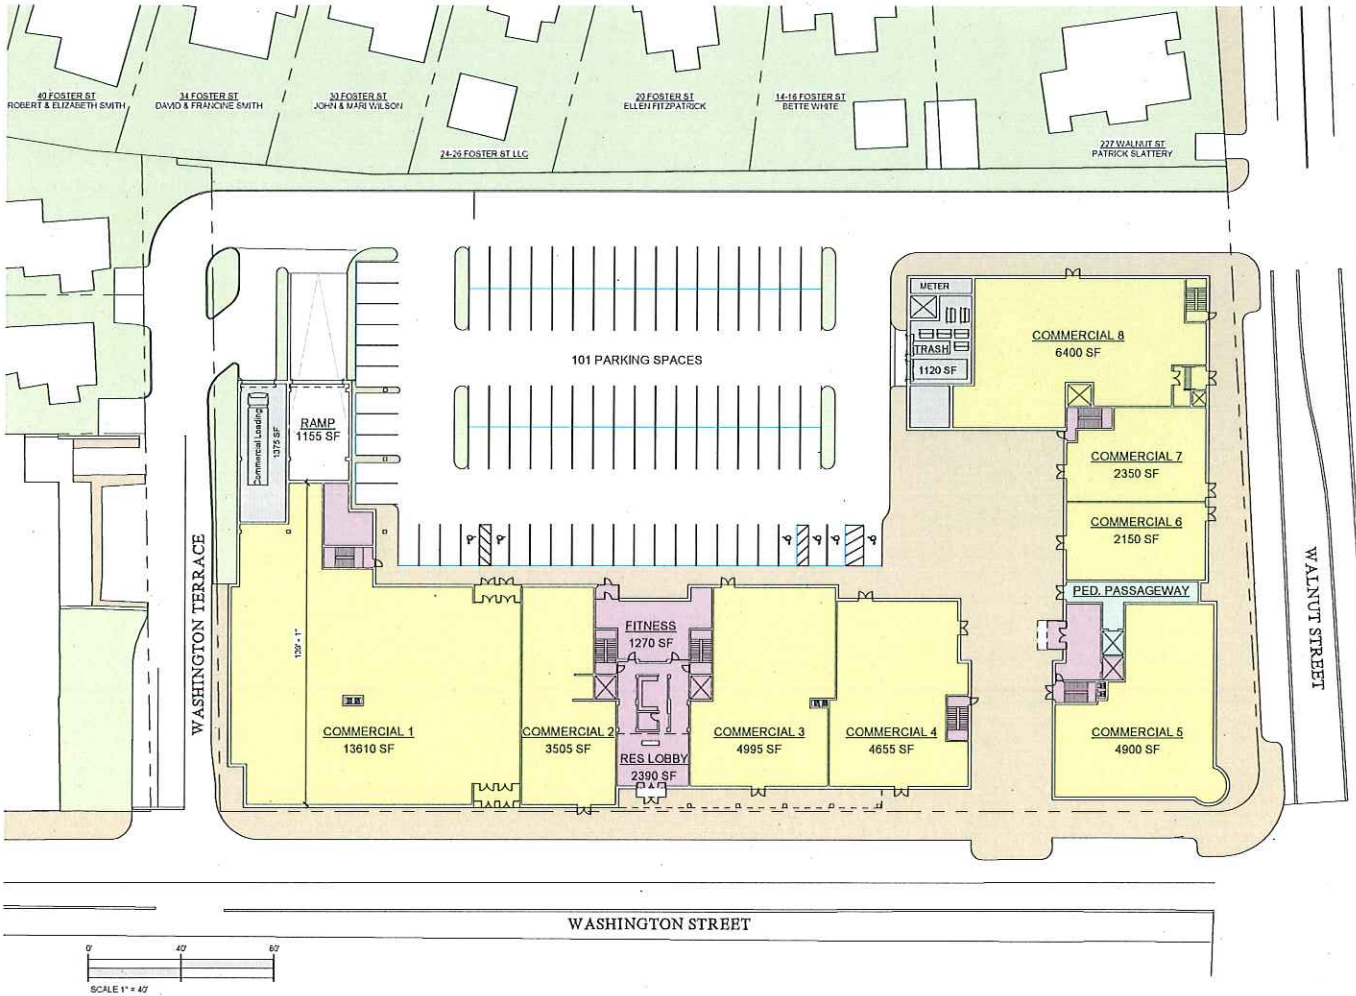 40 FOSTER ST
ROBERT & ELIZABETH SMITH
34 FOSTER ST
DAVID & FRANCINE SMITH
30 FOSTER ST
JOHN & MARI WILSON
24-26 FOSTER ST LLC
20 FOSTER ST
ELLEN FITZPATRICK
14-16 FOSTER ST
BETTE WHITE
227 WALNUT ST
PATRICK SLATTERY
METER
TRASH
1120 SF
COMMERCIAL 8
6400 SF
101 PARKING SPACES
Commercial Loading
1375 SF
RAMP
1155 SF
COMMERCIAL 7
2350 SF
COMMERCIAL 6
2150 SF
PED. PASSAGEWAY
WASHINGTON TERRACE
WALNUT STREET
139' - 1"
FITNESS
1270 SF
COMMERCIAL 1
13610 SF
COMMERCIAL 2
3505 SF
RES LOBBY
2390 SF
COMMERCIAL 3
4995 SF
COMMERCIAL 4
4655 SF
COMMERCIAL 5
4900 SF
WASHINGTON STREET
0' 40' 80'
SCALE 1" = 40'